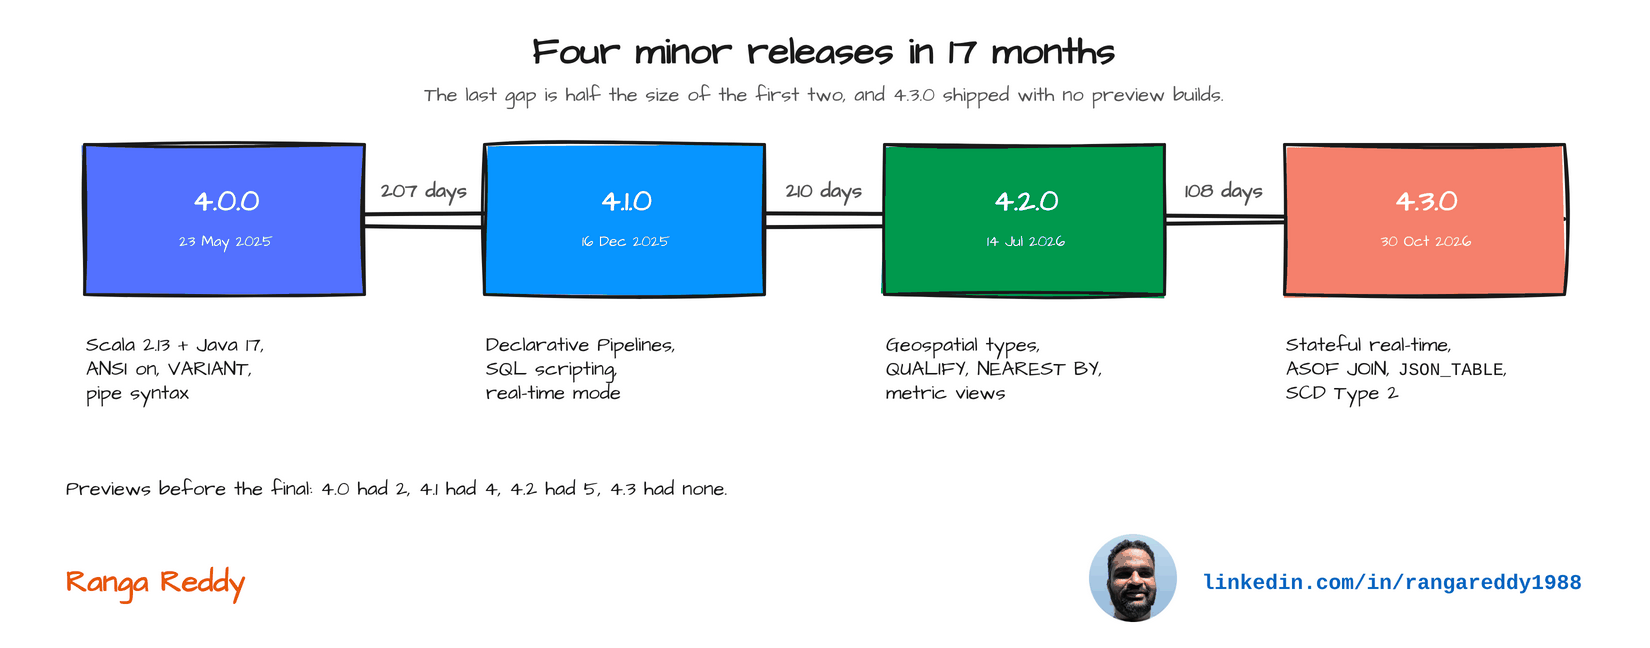 Four minor releases in 17 months
The last gap is half the size of the first two, and 4.3.0 shipped with no preview builds.
4.0.0
23 May 2025
207 days
4.1.0
16 Dec 2025
210 days
4.2.0
14 Jul 2026
108 days
4.3.0
30 Oct 2026
Scala 2.13 + Java 17,
ANSI on, VARIANT,
pipe syntax
Declarative Pipelines,
SQL scripting,
real-time mode
Geospatial types,
QUALIFY, NEAREST BY,
metric views
Stateful real-time,
ASOF JOIN, JSON_TABLE,
SCD Type 2
Previews before the final: 4.0 had 2, 4.1 had 4, 4.2 had 5, 4.3 had none.
Ranga Reddy
linkedin.com/in/rangareddy1988